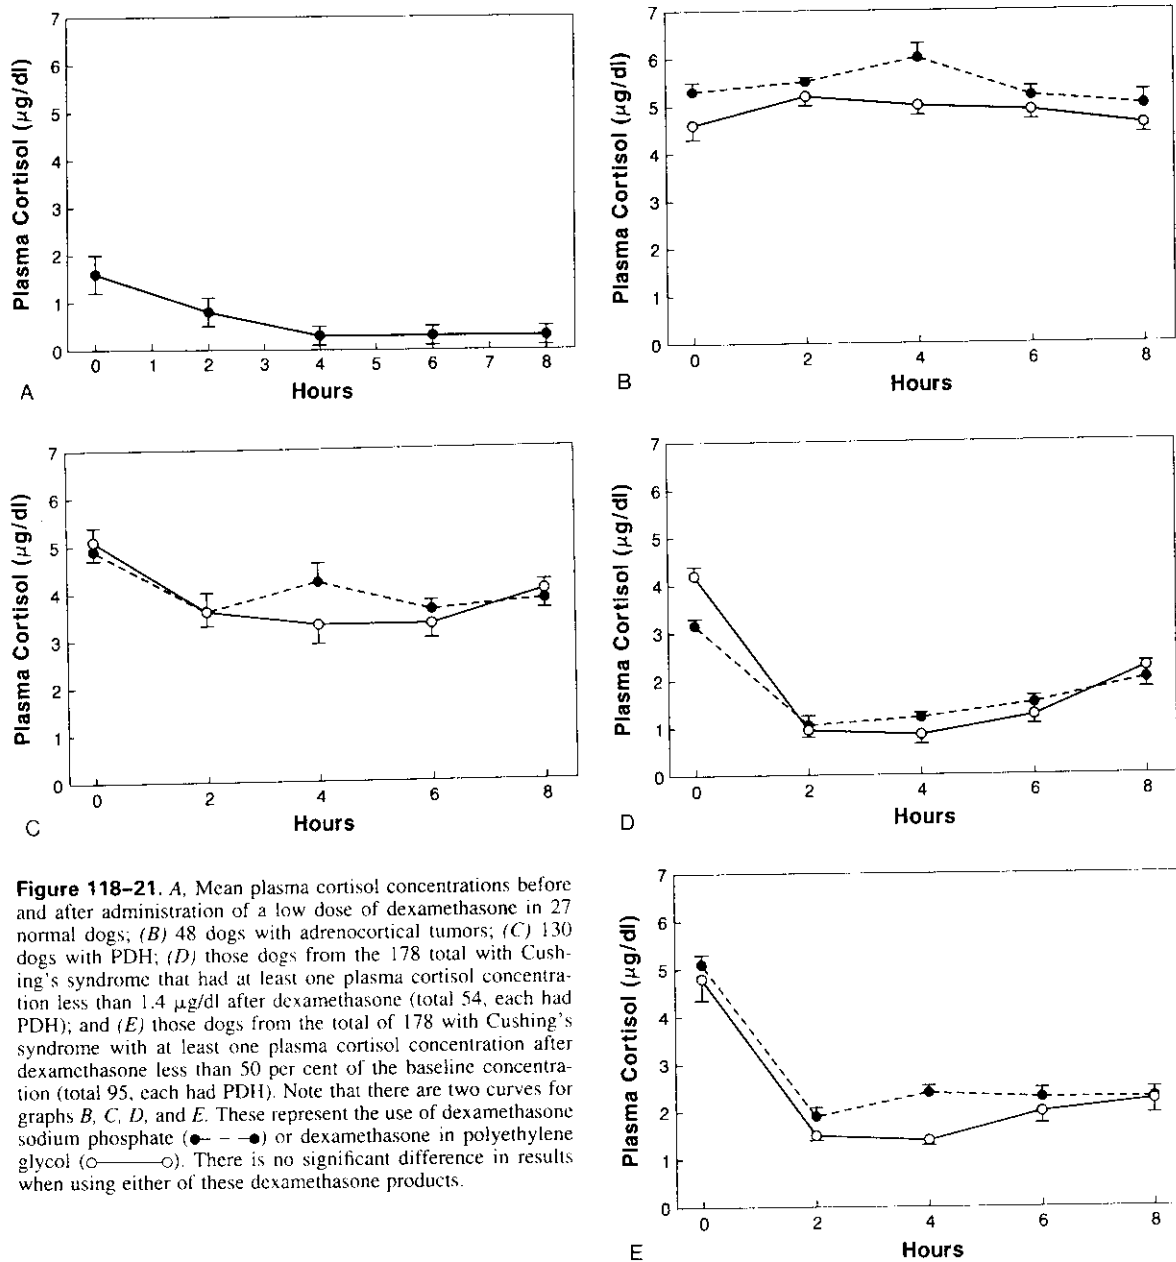 7
6
5
4
3
2
1
0
Plasma Cortisol (μg/dl)
0 1 2 3 4 5 6 7 8
Hours
A
7
6
5
4
3
2
1
0
Plasma Cortisol (μg/dl)
0 2 4 6 8
Hours
B
7
6
5
4
3
2
1
0
Plasma Cortisol (μg/dl)
0 2 4 6 8
Hours
C
7
6
5
4
3
2
1
0
Plasma Cortisol (μg/dl)
0 2 4 6 8
Hours
D
Figure 118–21. A, Mean plasma cortisol concentrations before
and after administration of a low dose of dexamethasone in 27
normal dogs; (B) 48 dogs with adrenocortical tumors; (C) 130
dogs with PDH; (D) those dogs from the 178 total with Cush-
ing's syndrome that had at least one plasma cortisol concentra-
tion less than 1.4 μg/dl after dexamethasone (total 54, each had
PDH); and (E) those dogs from the total of 178 with Cushing's
syndrome with at least one plasma cortisol concentration after
dexamethasone less than 50 per cent of the baseline concentra-
tion (total 95, each had PDH). Note that there are two curves for
graphs B, C, D, and E. These represent the use of dexamethasone
sodium phosphate (●– – –●) or dexamethasone in polyethylene
glycol (○———○). There is no significant difference in results
when using either of these dexamethasone products.
7
6
5
4
3
2
1
0
Plasma Cortisol (μg/dl)
0 2 4 6 8
Hours
E